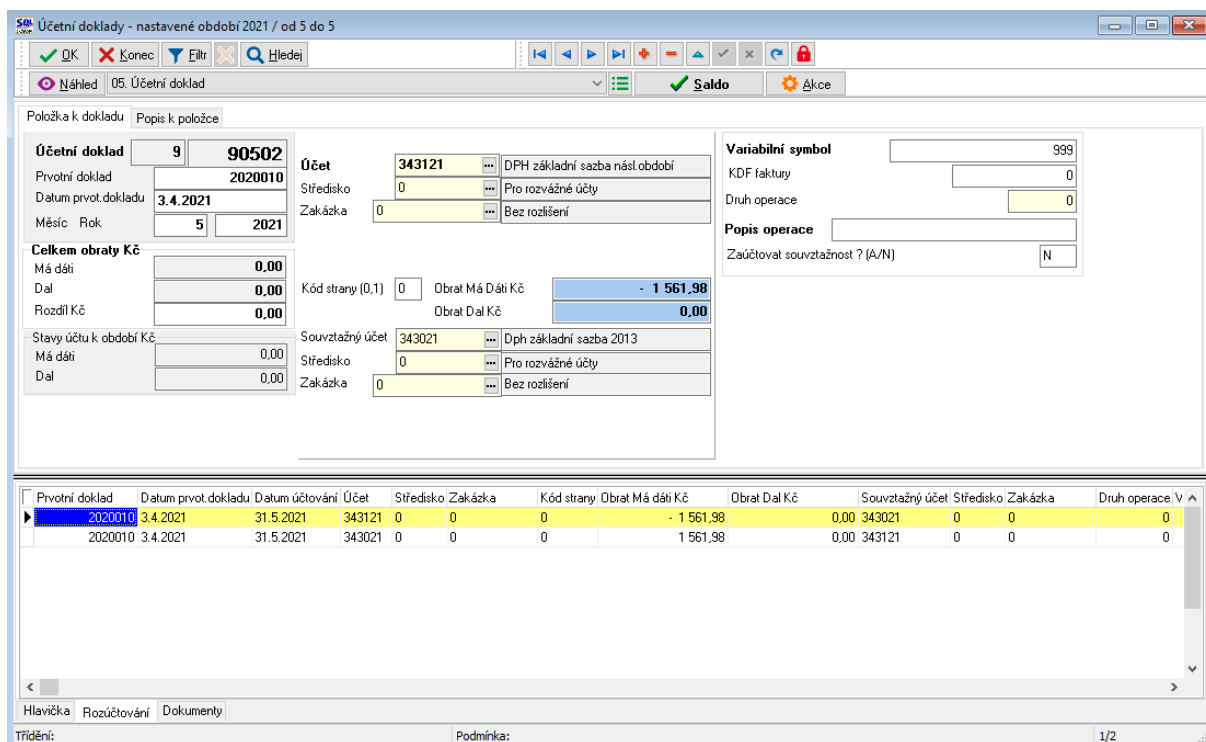 Účetní doklady - nastavené období 2021 / od 5 do 5
OK Konec Filtr Hledej
Náhled 05. Účetní doklad Saldo Akce
Položka k dokladu Popis k položce
Účetní doklad 9 90502
Prvotní doklad 2020010
Datum prvot.dokladu 3.4.2021
Měsíc Rok 5 2021
Celkem obraty Kč
Má dáti 0,00
Dal 0,00
Rozdíl Kč 0,00
Stavy účtu k období Kč
Má dáti 0,00
Dal 0,00
Účet 343121 ... DPH základní sazba násl.období
Středisko 0 ... Pro rozvážné účty
Zakázka 0 ... Bez rozlišení
Kód strany (0,1) 0 Obrat Má Dáti Kč - 1 561,98
Obrat Dal Kč 0,00
Souvztažný účet 343021 ... Dph základní sazba 2013
Středisko 0 ... Pro rozvážné účty
Zakázka 0 ... Bez rozlišení
Variabilní symbol 999
KDF faktury 0
Druh operace 0
Popis operace
Zaúčtovat souvztažnost ? (A/N) N
Prvotní doklad Datum prvot.dokladu Datum účtování Účet Středisko Zakázka Kód strany Obrat Má dáti Kč Obrat Dal Kč Souvztažný účet Středisko Zakázka Druh operace V
2020010 3.4.2021 31.5.2021 343121 0 0 0 - 1 561,98 0,00 343021 0 0 0
2020010 3.4.2021 31.5.2021 343021 0 0 0 1 561,98 0,00 343121 0 0 0
Hlavička Rozúčtování Dokumenty
Třídění: Podmínka: 1/2